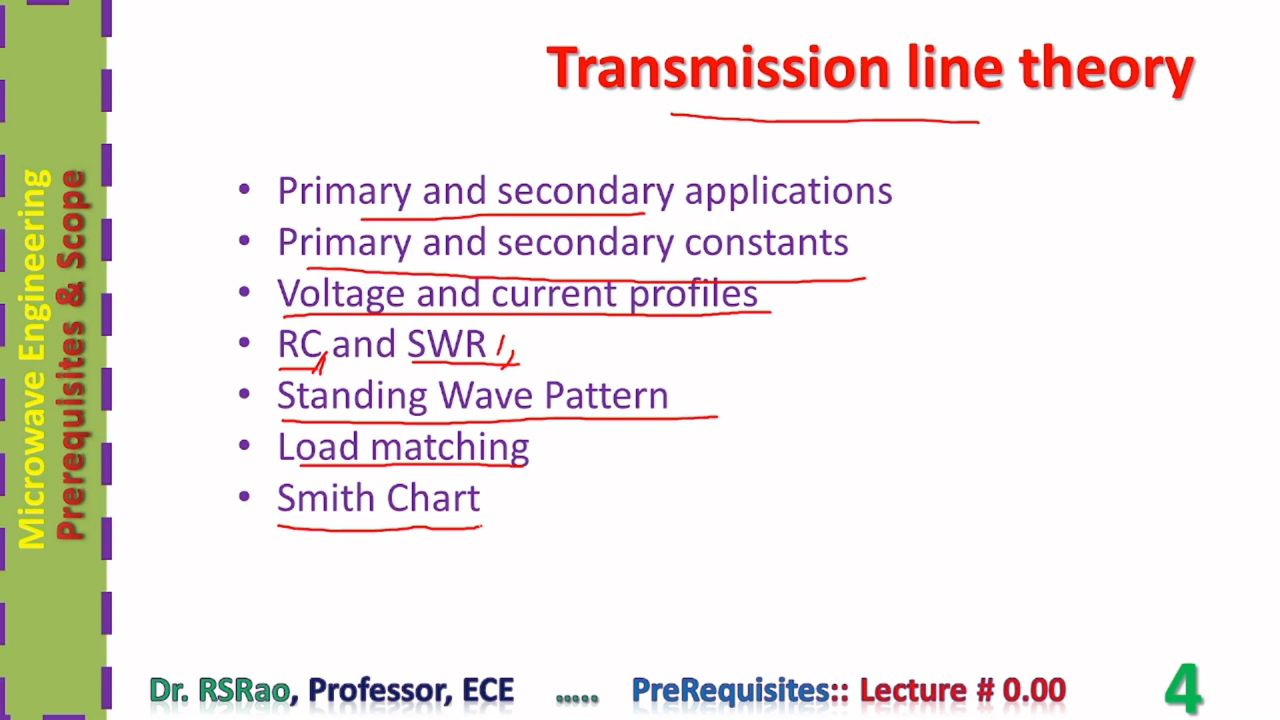 Transmission line theory
Microwave Engineering
Prerequisites & Scope
• Primary and secondary applications
• Primary and secondary constants
• Voltage and current profiles
• RC and SWR
• Standing Wave Pattern
• Load matching
• Smith Chart
Dr. RSRao, Professor, ECE ..... PreRequisites:: Lecture # 0.00 4